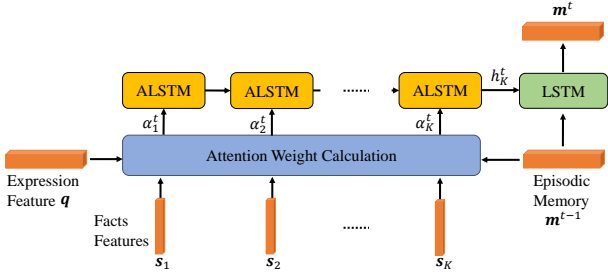 m^t
ALSTM ALSTM ........ ALSTM h_K^t LSTM
α_1^t α_2^t α_K^t
Attention Weight Calculation
Expression
Feature q
Episodic
Memory
m^{t-1}
Facts
Features
........
s_1 s_2 s_K